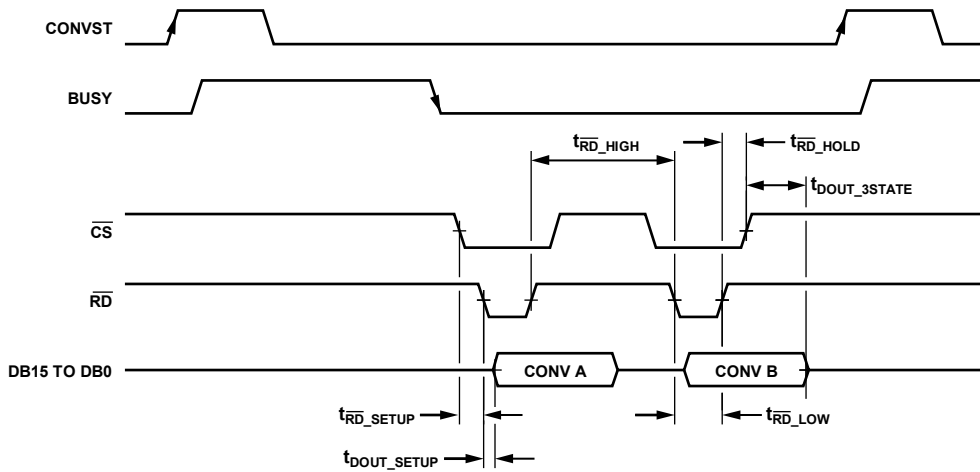 CONVST
BUSY
tRD_HIGH
tRD_HOLD
tDOUT_3STATE
CS
RD
DB15 TO DB0
CONV A
CONV B
tRD_SETUP
tRD_LOW
tDOUT_SETUP